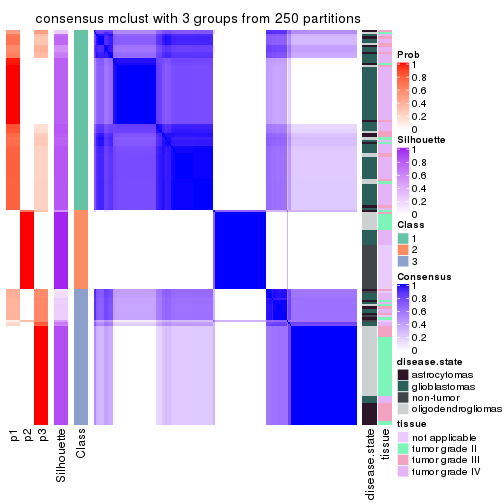 consensus mclust with 3 groups from 250 partitions
p1
p2
p3
Silhouette
Class
disease.state
tissue
Prob
1
0.8
0.6
0.4
0.2
0
Silhouette
1
0.8
0.6
0.4
0.2
0
Class
1
2
3
Consensus
1
0.8
0.6
0.4
0.2
0
disease.state
astrocytomas
glioblastomas
non-tumor
oligodendrogliomas
tissue
not applicable
tumor grade II
tumor grade III
tumor grade IV